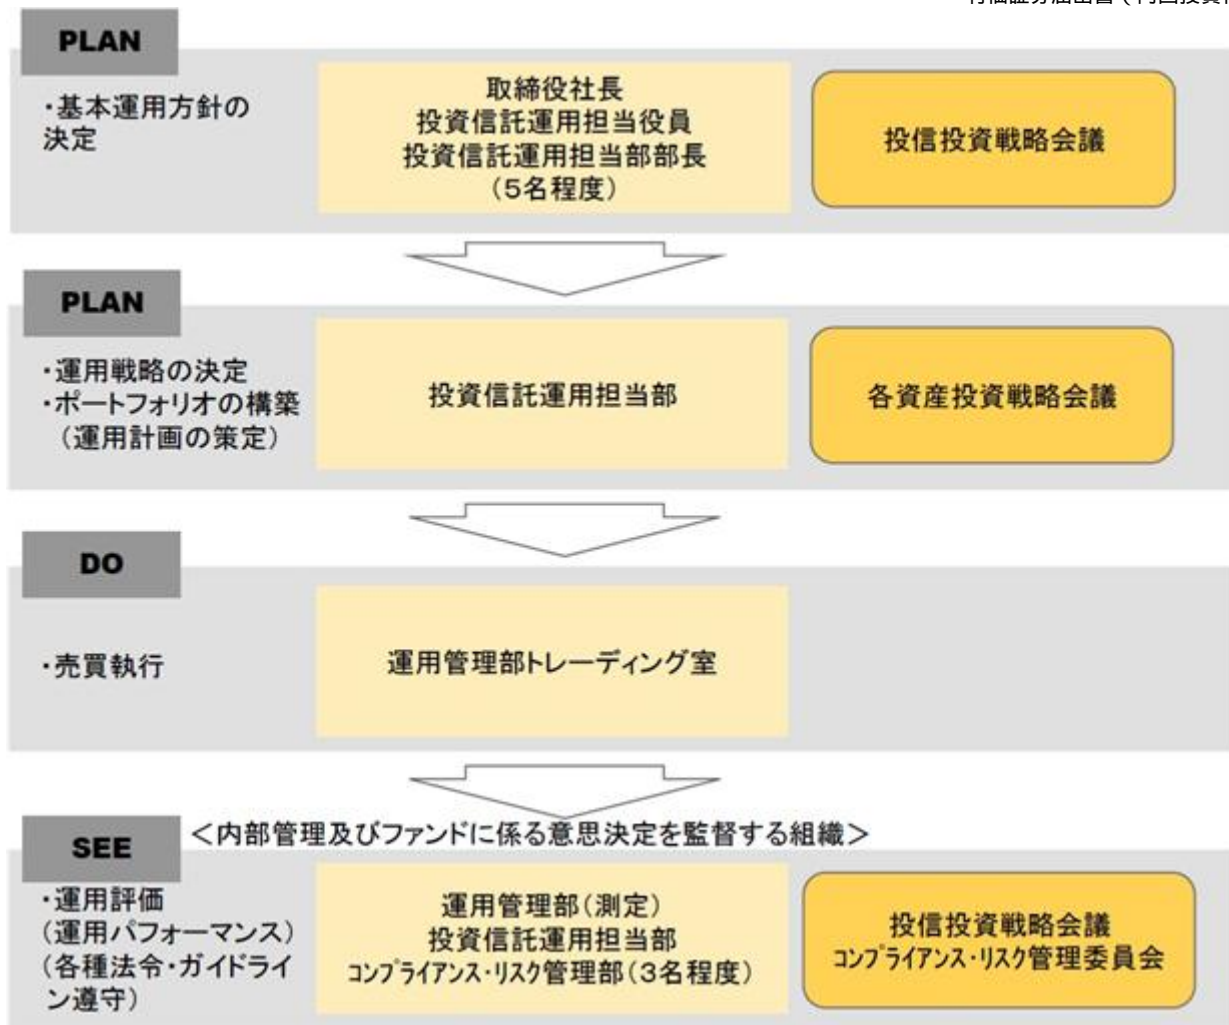 PLAN
・基本運用方針の
決定
取締役社長
投資信託運用担当役員
投資信託運用担当部部長
（5名程度）
投信投資戦略会議
PLAN
・運用戦略の決定
・ポートフォリオの構築
（運用計画の策定）
投資信託運用担当部
各資産投資戦略会議
DO
・売買執行
運用管理部トレーディング室
SEE
＜内部管理及びファンドに係る意思決定を監督する組織＞
・運用評価
（運用パフォーマンス）
（各種法令・ガイドライ
ン遵守）
運用管理部（測定）
投資信託運用担当部
コンプライアンス・リスク管理部（3名程度）
投信投資戦略会議
コンプライアンス・リスク管理委員会